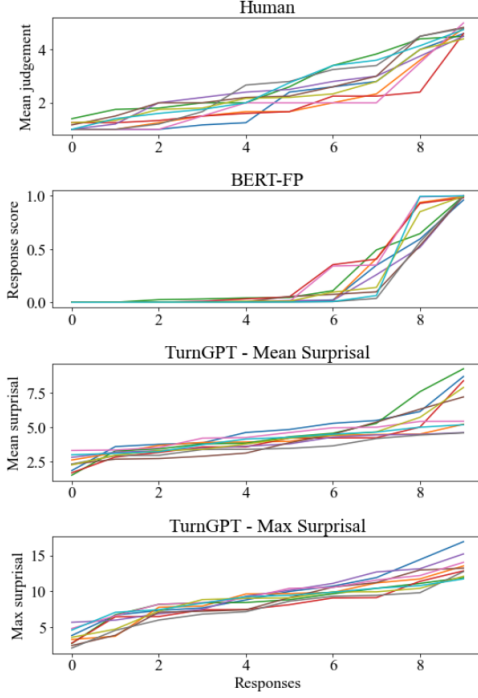 Human
Mean judgement
4
2
0 2 4 6 8
BERT-FP
Response score
1.0
0.5
0.0
0 2 4 6 8
TurnGPT - Mean Surprisal
Mean surprisal
7.5
5.0
2.5
0 2 4 6 8
TurnGPT - Max Surprisal
Max surprisal
15
10
5
0 2 4 6 8
Responses